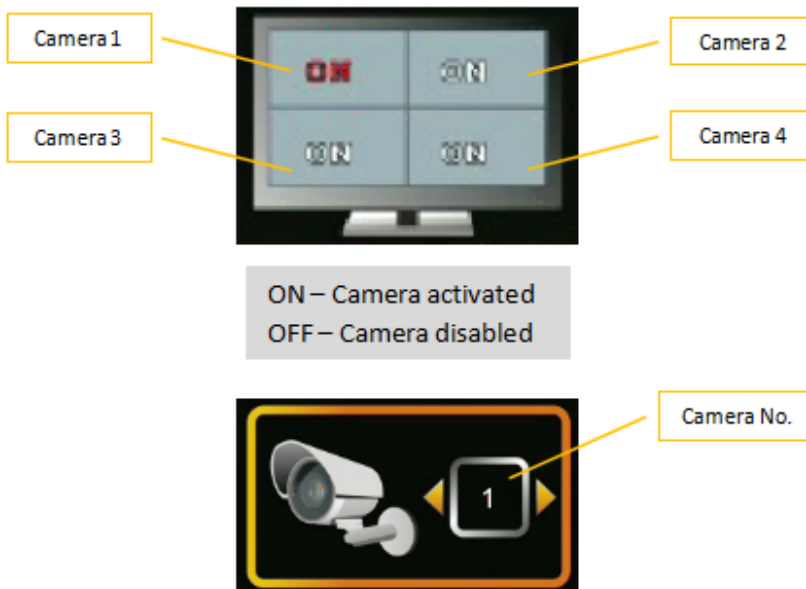 Camera 1
ON
ON
Camera 2
Camera 3
ON
ON
Camera 4
ON – Camera activated
OFF – Camera disabled
Camera No.
1